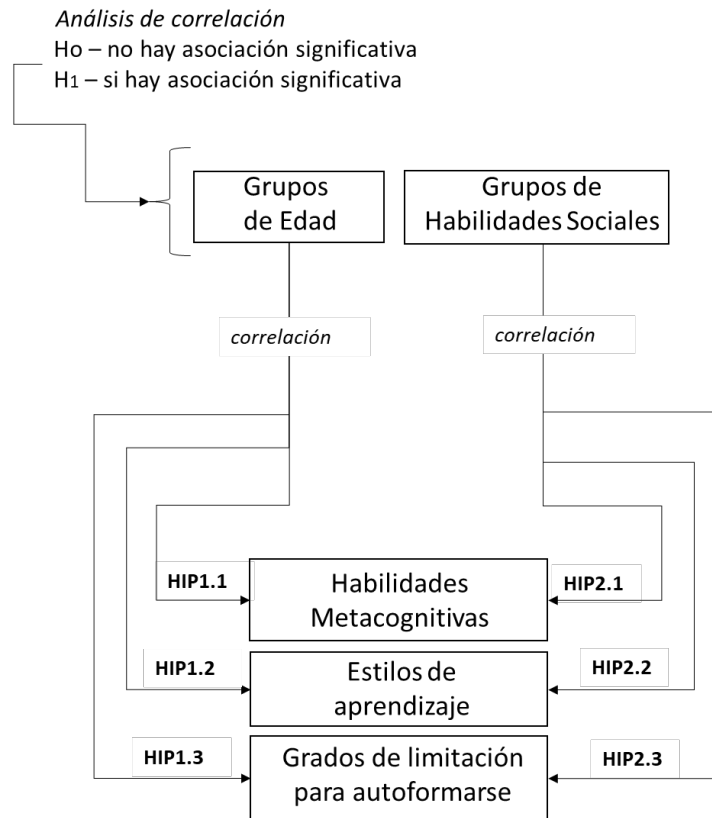 Análisis de correlación
Ho – no hay asociación significativa
H1 – si hay asociación significativa
Grupos
de Edad
Grupos de
Habilidades Sociales
correlación
correlación
HIP1.1
Habilidades
Metacognitivas
HIP2.1
HIP1.2
Estilos de
aprendizaje
HIP2.2
HIP1.3
Grados de limitación
para autoformarse
HIP2.3